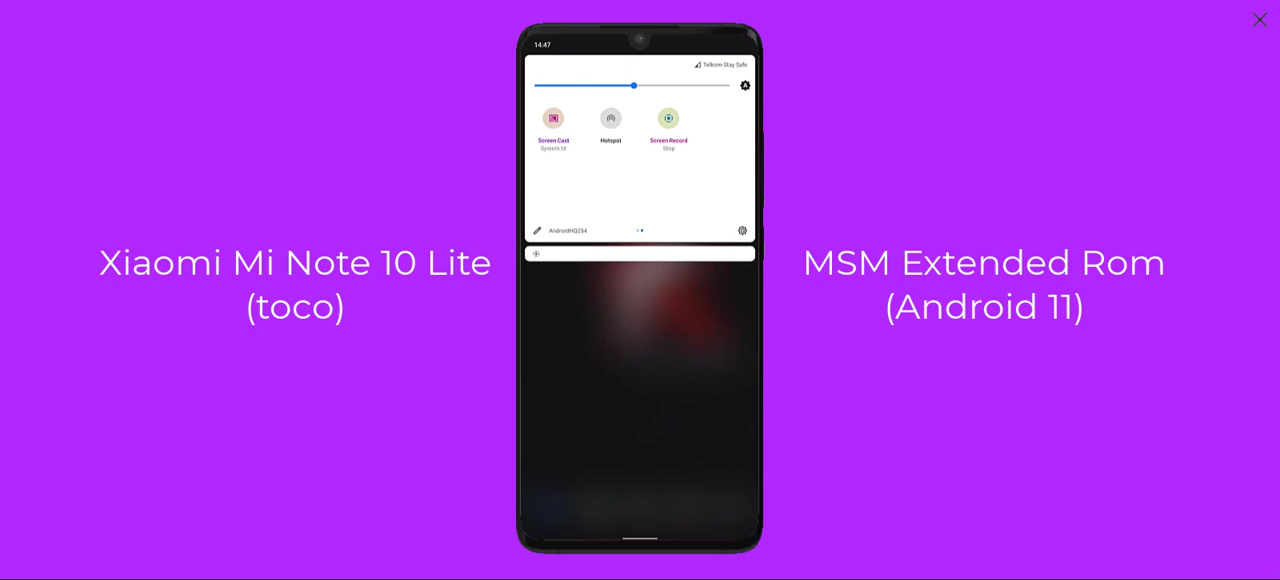 14:47
Telkom-Stay Safe
A
Screen Cast
System UI
Hotspot
Screen Record
Stop
AndroidHQ254
Xiaomi Mi Note 10 Lite
(toco)
MSM Extended Rom
(Android 11)